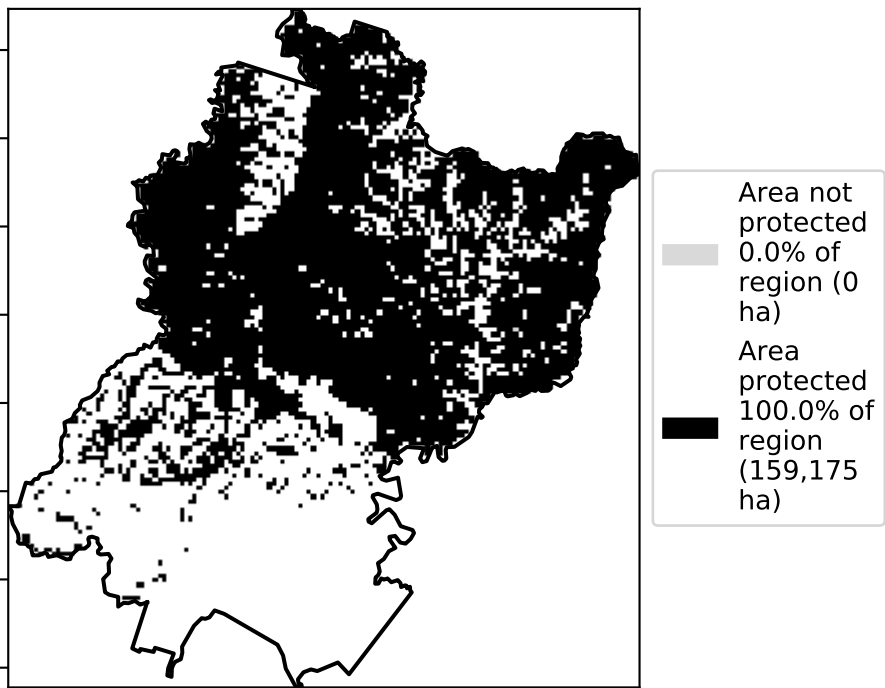 Area not
protected
0.0% of
region (0
ha)
Area
protected
100.0% of
region
(159,175
ha)